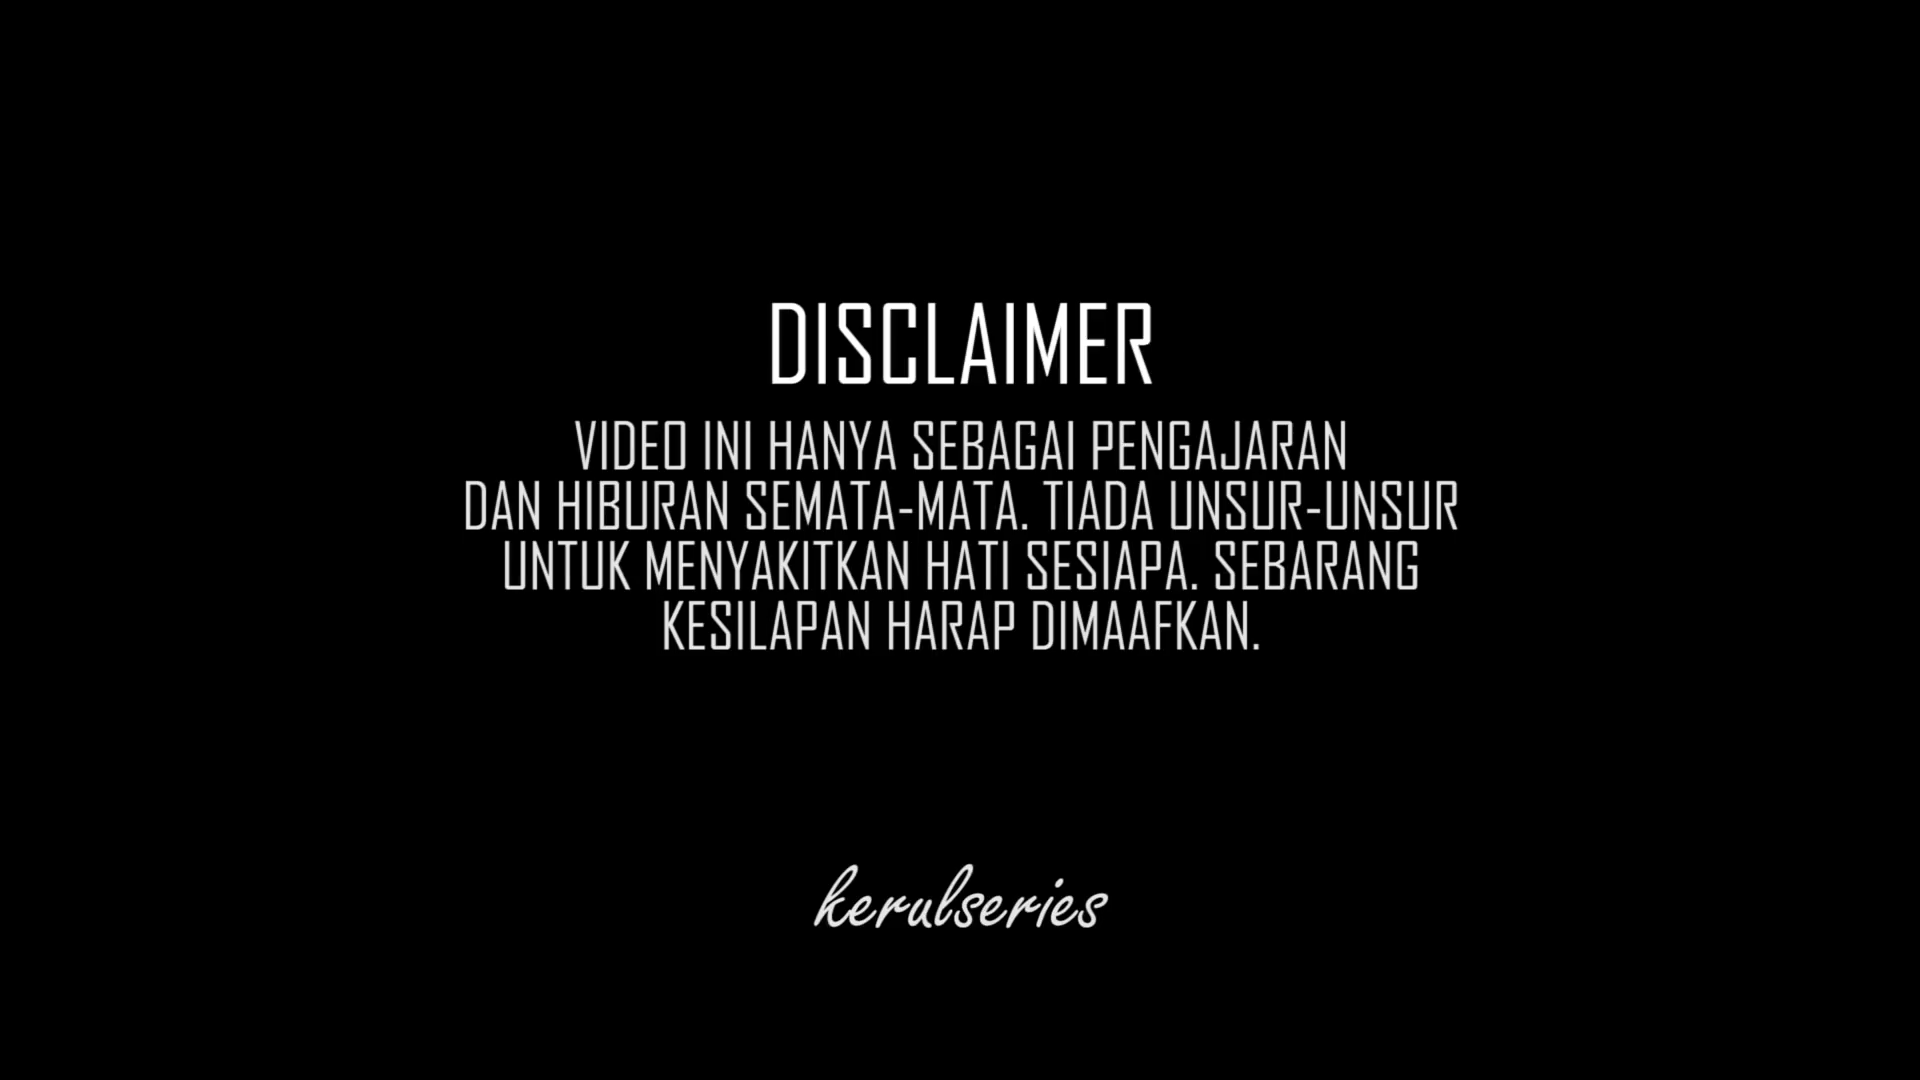 DISCLAIMER
VIDEO INI HANYA SEBAGAI PENGAJARAN
DAN HIBURAN SEMATA-MATA. TIADA UNSUR-UNSUR
UNTUK MENYAKITKAN HATI SESIAPA. SEBARANG
KESILAPAN HARAP DIMAAFKAN.
kerulseries